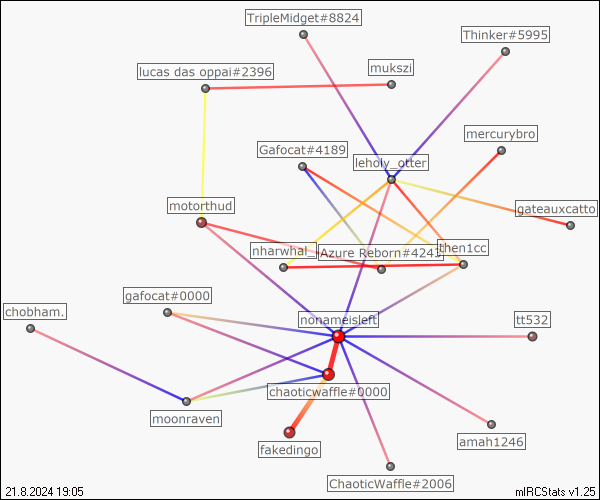 TripleMidget#8824
Thinker#5995
lucas das oppai#2396
mukszi
Gafocat#4189
leholy_otter
mercurybro
motorthud
gateauxcatto
nharwhal_
Azure Reborn#4241
then1cc
gafocat#0000
chobham.
nonameisleft
tt532
chaoticwaffle#0000
moonraven
fakedingo
amah1246
ChaoticWaffle#2006
21.8.2024 19:05
mIRCStats v1.25